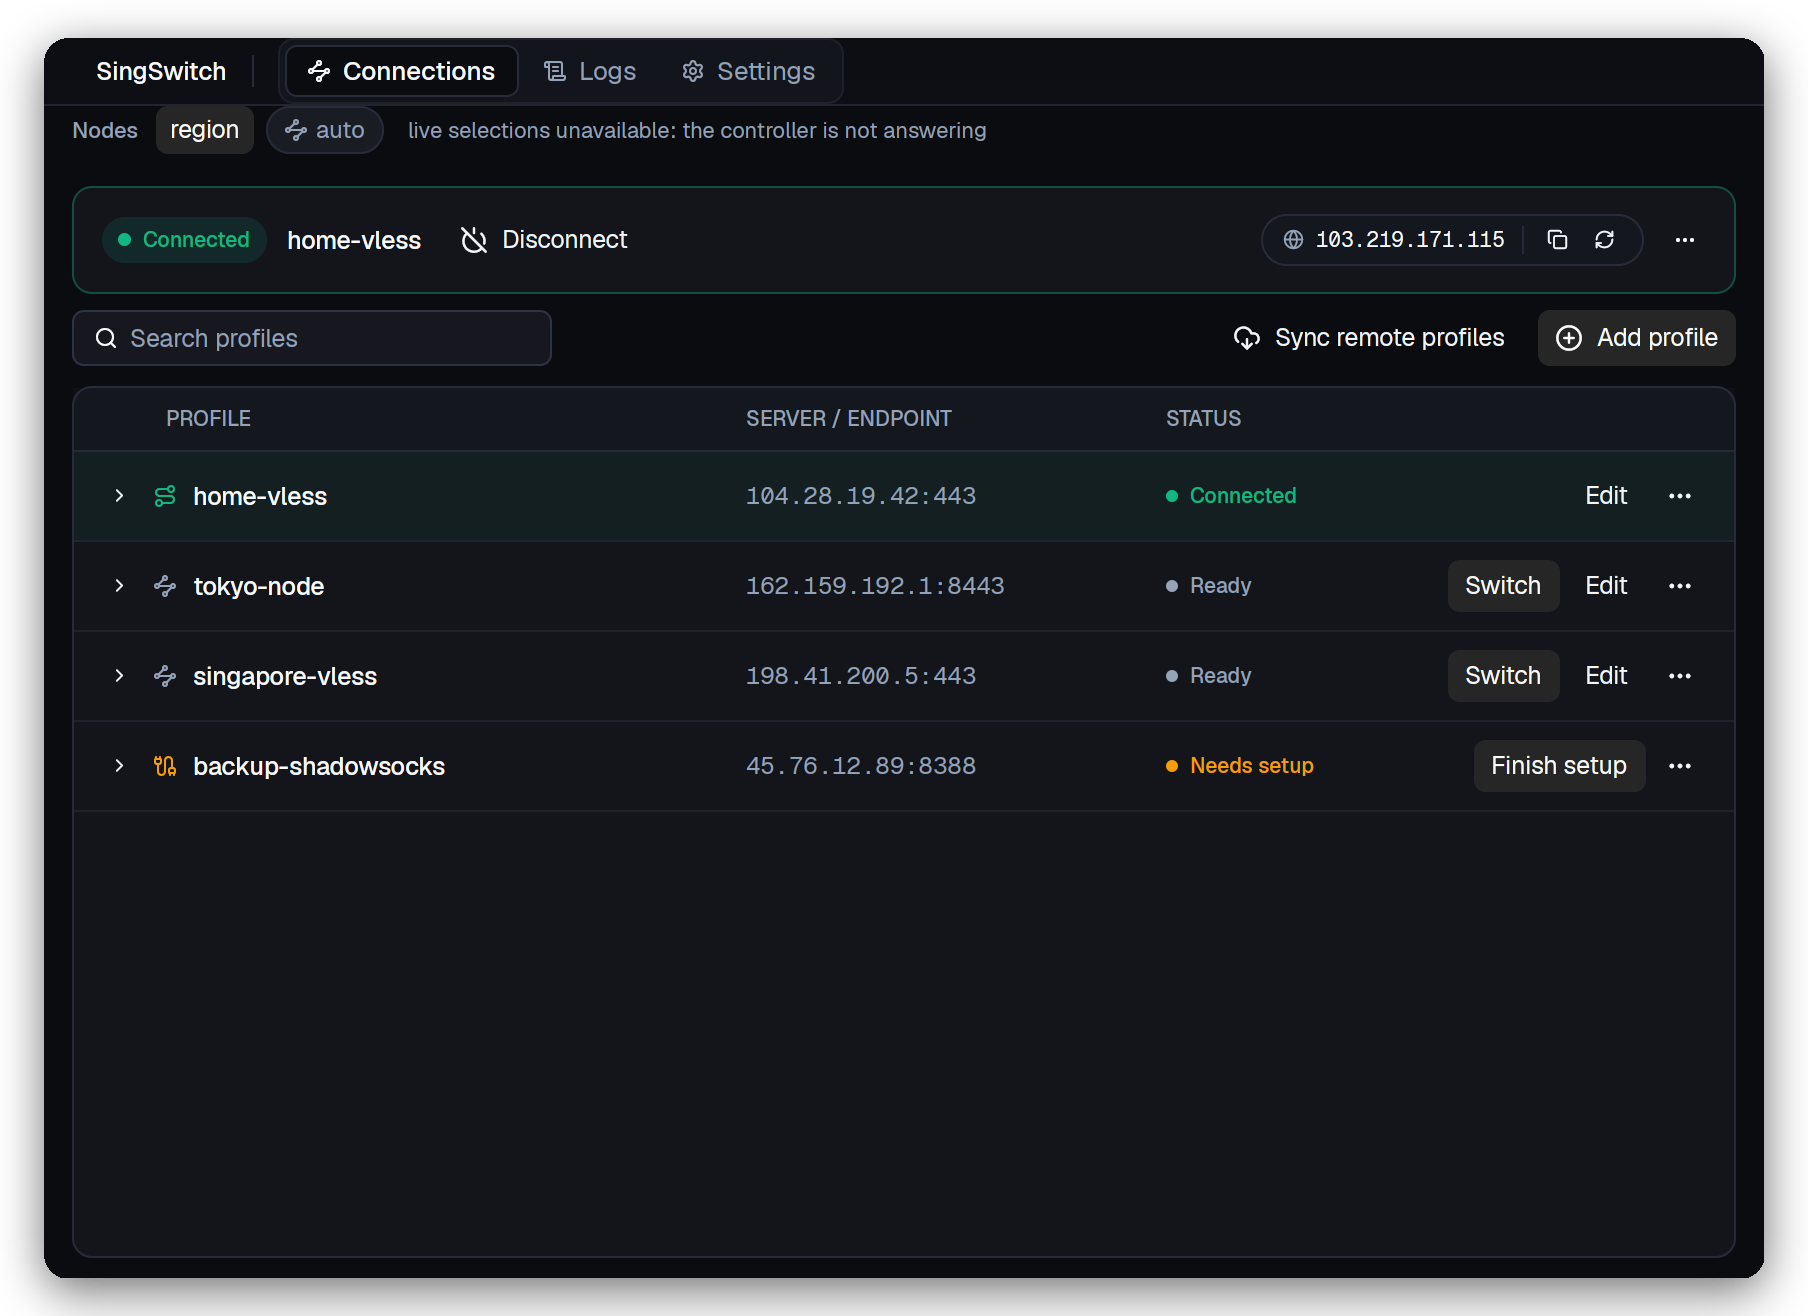 SingSwitch Connections Logs Settings
Nodes region auto live selections unavailable: the controller is not answering
Connected home-vless Disconnect 103.219.171.115
Search profiles Sync remote profiles Add profile
PROFILE SERVER / ENDPOINT STATUS
home-vless 104.28.19.42:443 Connected Edit
tokyo-node 162.159.192.1:8443 Ready Switch Edit
singapore-vless 198.41.200.5:443 Ready Switch Edit
backup-shadowsocks 45.76.12.89:8388 Needs setup Finish setup